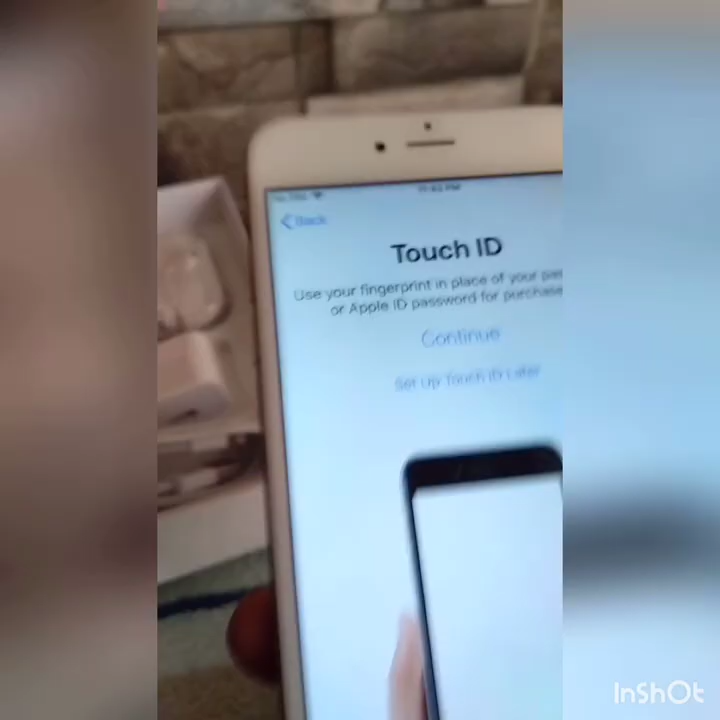 Back
Touch ID
Use your fingerprint in place of your
or Apple ID password for purchase
Continue
Set Up Touch ID Later
InShOt